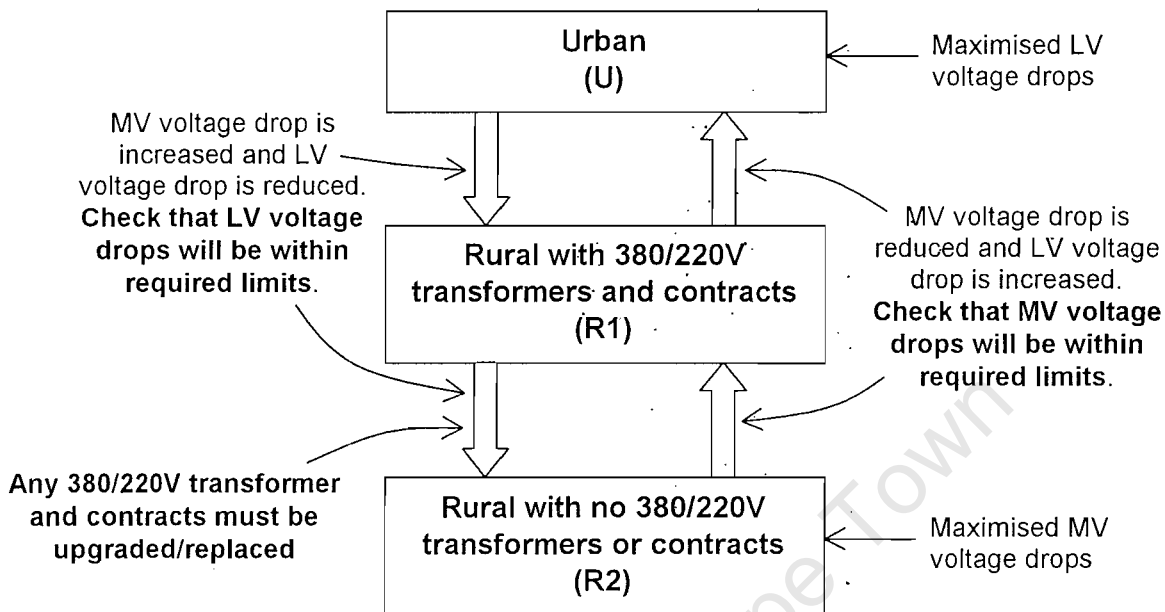 Urban
(U)
Maximised LV
voltage drops
MV voltage drop is
increased and LV
voltage drop is reduced.
Check that LV voltage
drops will be within
required limits.
MV voltage drop is
reduced and LV voltage
drop is increased.
Check that MV voltage
drops will be within
required limits.
Rural with 380/220V
transformers and contracts
(R1)
Any 380/220V transformer
and contracts must be
upgraded/replaced
Rural with no 380/220V
transformers or contracts
(R2)
Maximised MV
voltage drops
Town